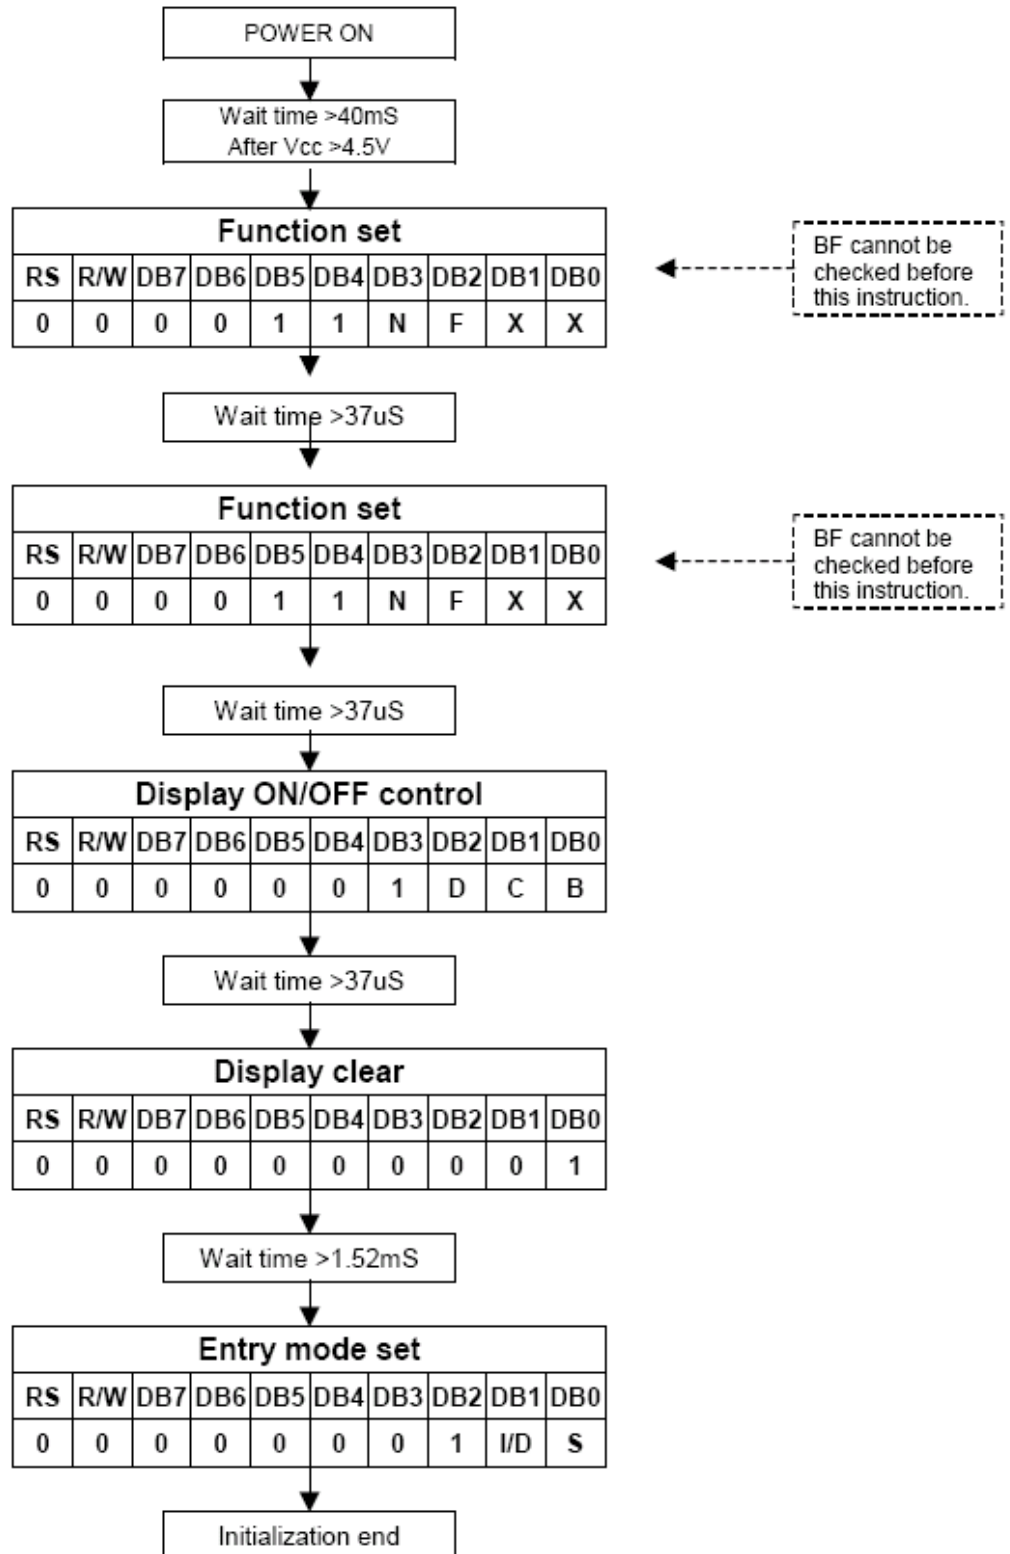 POWER ON
Wait time >40mS
After Vcc >4.5V
Function set
RS R/W DB7 DB6 DB5 DB4 DB3 DB2 DB1 DB0
0 0 0 0 1 1 N F X X
BF cannot be
checked before
this instruction.
Wait time >37uS
Function set
RS R/W DB7 DB6 DB5 DB4 DB3 DB2 DB1 DB0
0 0 0 0 1 1 N F X X
BF cannot be
checked before
this instruction.
Wait time >37uS
Display ON/OFF control
RS R/W DB7 DB6 DB5 DB4 DB3 DB2 DB1 DB0
0 0 0 0 0 0 1 D C B
Wait time >37uS
Display clear
RS R/W DB7 DB6 DB5 DB4 DB3 DB2 DB1 DB0
0 0 0 0 0 0 0 0 0 1
Wait time >1.52mS
Entry mode set
RS R/W DB7 DB6 DB5 DB4 DB3 DB2 DB1 DB0
0 0 0 0 0 0 0 1 I/D S
Initialization end